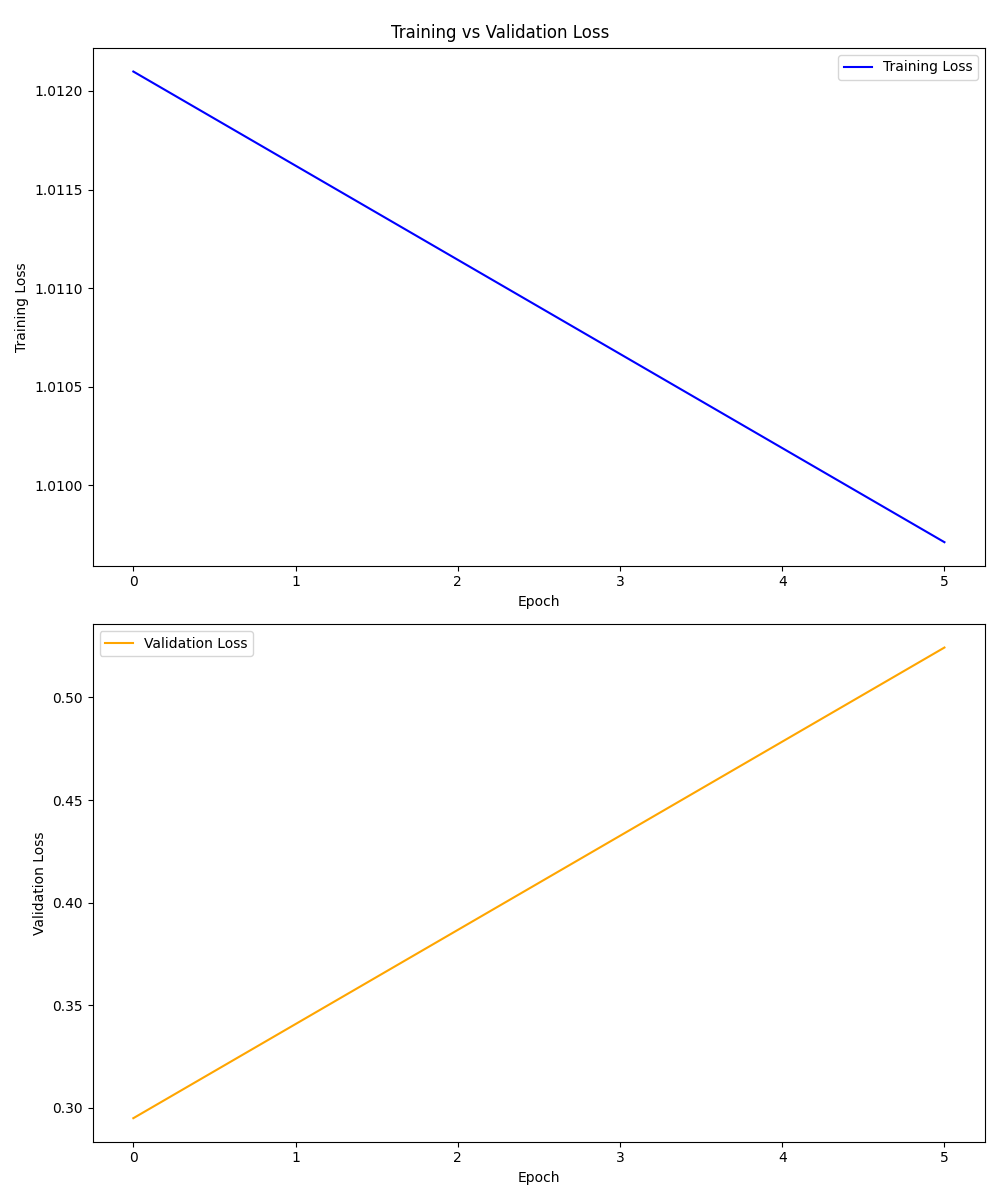 Training vs Validation Loss
Training Loss
1.0120
1.0115
1.0110
1.0105
1.0100
Training Loss
0 1 2 3 4 5
Epoch
Validation Loss
0.50
0.45
0.40
0.35
0.30
Validation Loss
0 1 2 3 4 5
Epoch